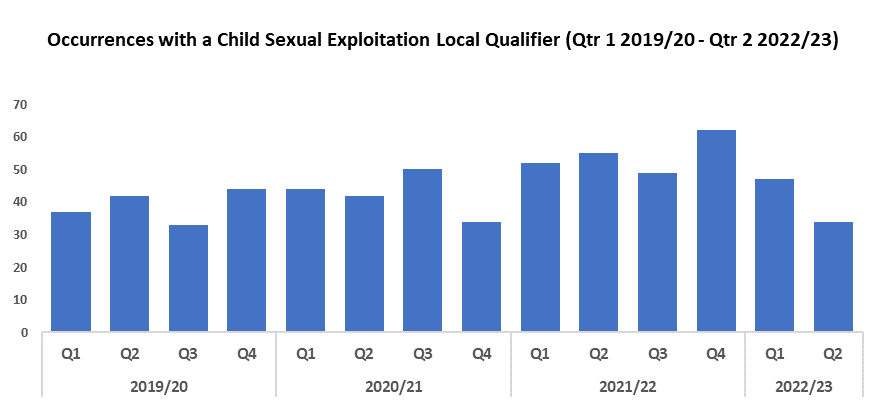 Occurrences with a Child Sexual Exploitation Local Qualifier (Qtr 1 2019/20 - Qtr 2 2022/23)
70
60
50
40
30
20
10
0
Q1 Q2 Q3 Q4 Q1 Q2 Q3 Q4 Q1 Q2 Q3 Q4 Q1 Q2
2019/20 2020/21 2021/22 2022/23